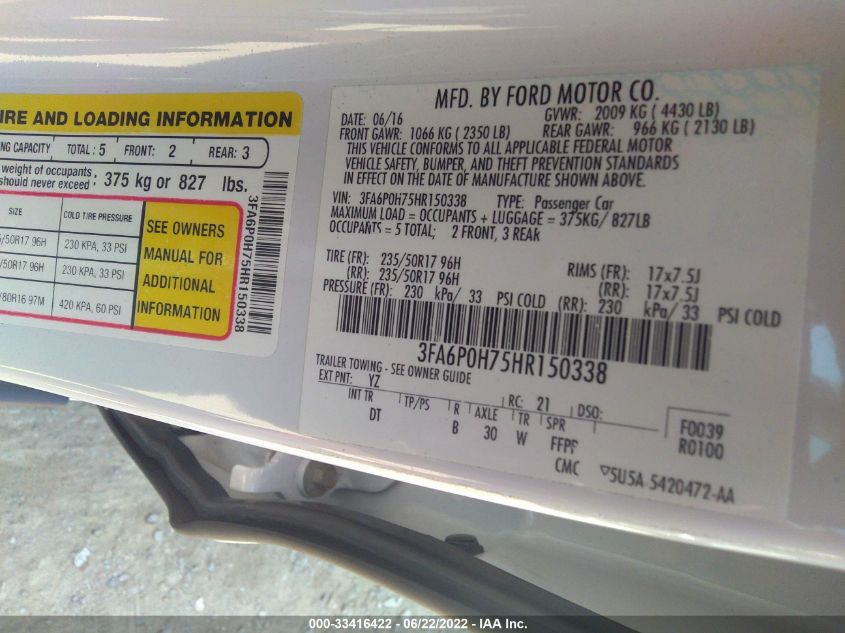 IRE AND LOADING INFORMATION
NG CAPACITY TOTAL: 5 FRONT: 2 REAR: 3
weight of occupants
should never exceed: 375 kg or 827 lbs.
SIZE COLD TIRE PRESSURE
/50R17 96H 230 KPA, 33 PSI
/50R17 96H 230 KPA, 33 PSI
/80R16 97M 420 KPA, 60 PSI
SEE OWNERS
MANUAL FOR
ADDITIONAL
INFORMATION
3FA6P0H75HR150338
MFD. BY FORD MOTOR CO.
DATE: 06/16 GVWR: 2009 KG ( 4430 LB)
FRONT GAWR: 1066 KG ( 2350 LB) REAR GAWR: 966 KG ( 2130 LB)
THIS VEHICLE CONFORMS TO ALL APPLICABLE FEDERAL MOTOR
VEHICLE SAFETY, BUMPER, AND THEFT PREVENTION STANDARDS
IN EFFECT ON THE DATE OF MANUFACTURE SHOWN ABOVE.
VIN: 3FA6P0H75HR150338 TYPE: Passenger Car
MAXIMUM LOAD = OCCUPANTS + LUGGAGE = 375KG/ 827LB
OCCUPANTS = 5 TOTAL; 2 FRONT, 3 REAR
TIRE (FR): 235/50R17 96H RIMS (FR): 17x7.5J
(RR): 235/50R17 96H (RR): 17x7.5J
PRESSURE (FR): 230 kPa/ 33 PSI COLD (RR): 230 kPa/ 33 PSI COLD
3FA6P0H75HR150338
TRAILER TOWING - SEE OWNER GUIDE
EXT PNT: YZ RC: 21 DSO:
INT TR TP/PS R AXLE TR SPR F0039
DT B 30 W FFPF R0100
CMC 5U5A-5420472-AA
000-33416422 - 06/22/2022 - IAA Inc.